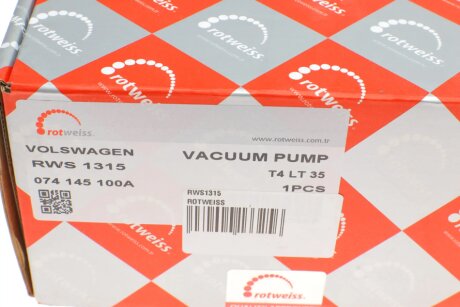 rotweiss
rotweiss
rotweiss
rotweiss
www.rotweiss.com.tr
VOLSWAGEN
VACUUM PUMP
RWS 1315
T4 LT 35
074 145 100A
1PCS
RWS1315
ROTWEISS
rotweiss
rotweiss